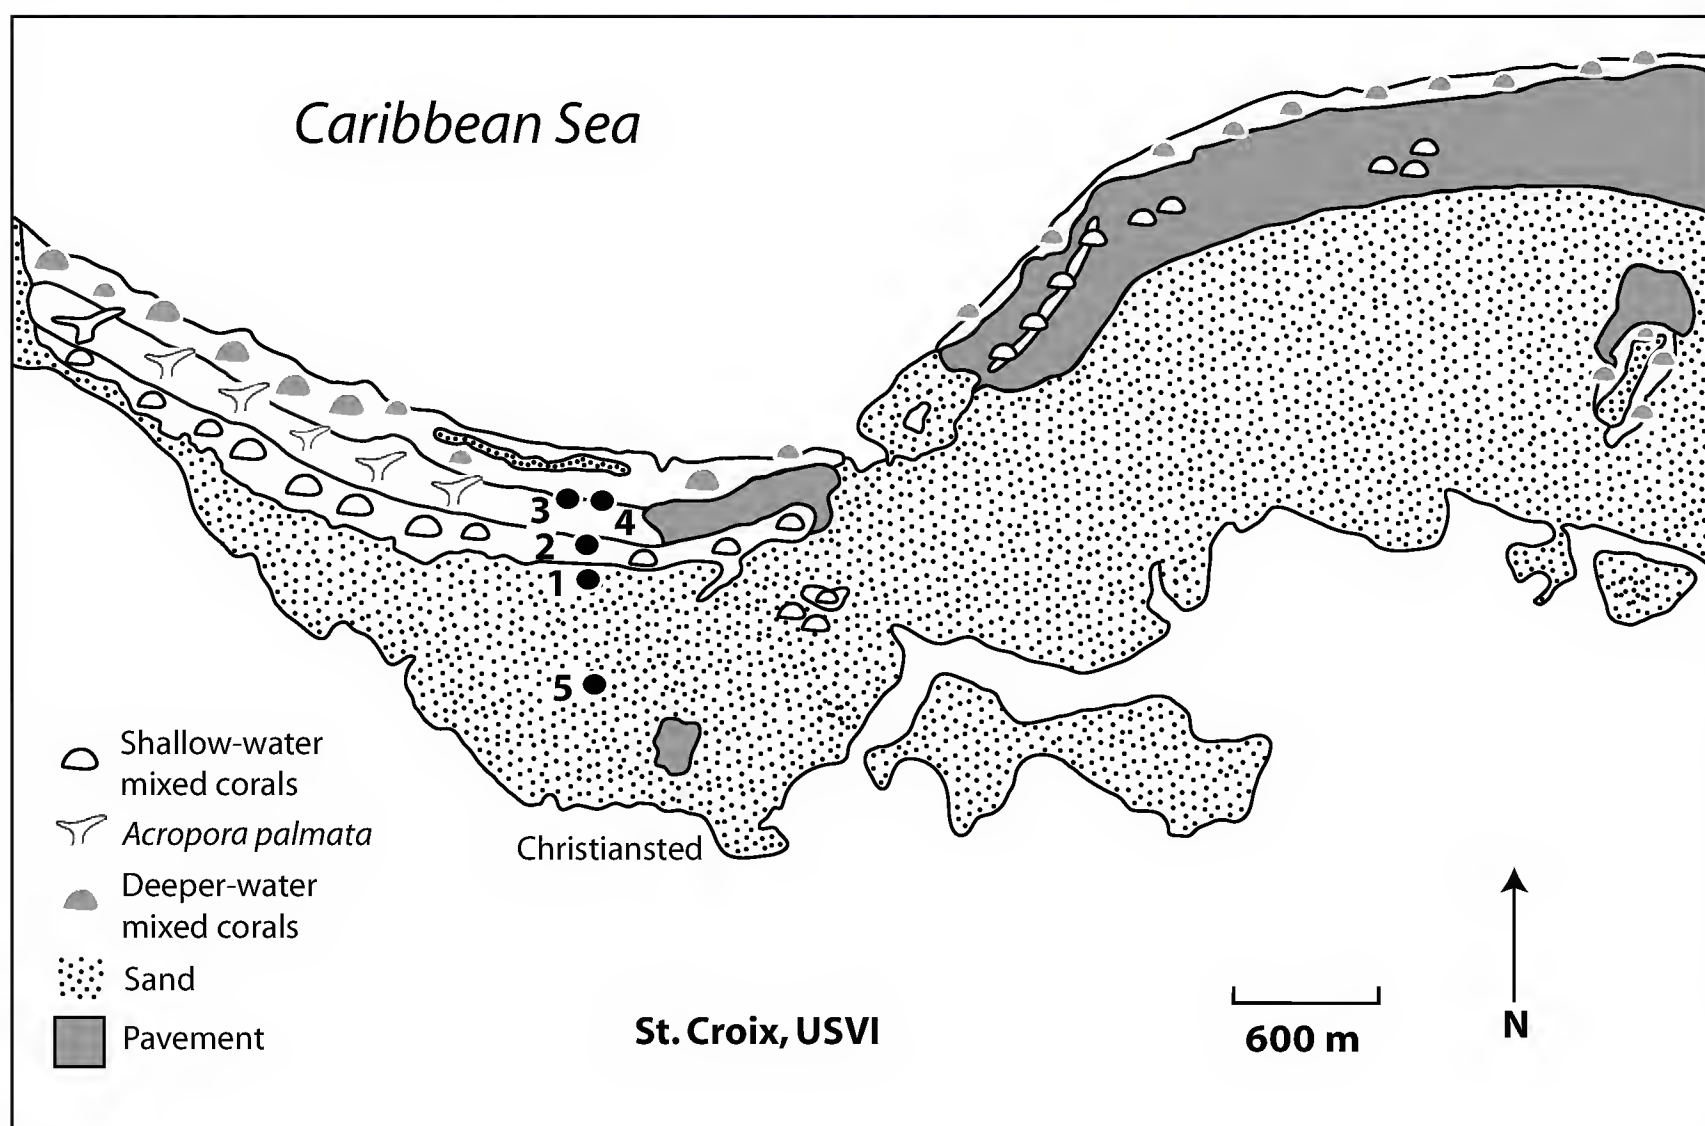 Caribbean Sea
3
4
2
1
5
Shallow-water
mixed corals
Acropora palmata
Deeper-water
mixed corals
Sand
Pavement
Christiansted
St. Croix, USVI
600 m
N